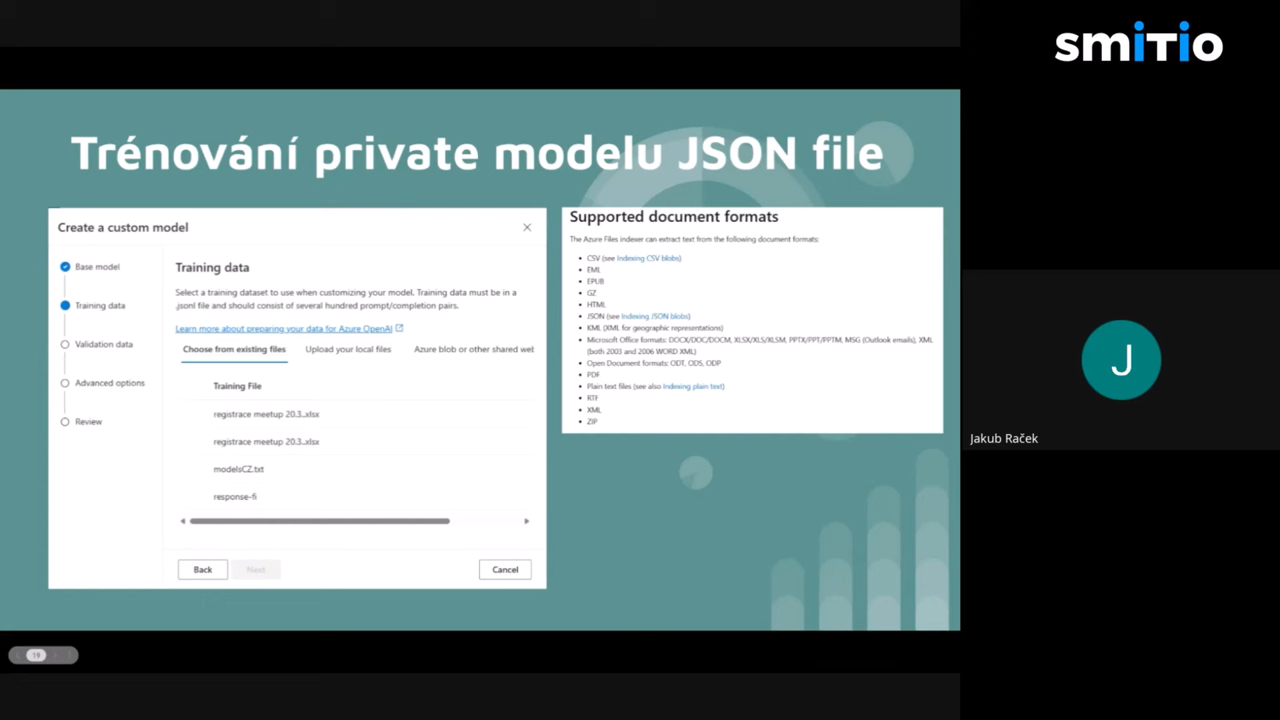 smiTio
Trénování private modelu JSON file
Create a custom model
Base model
Training data
Validation data
Advanced options
Review
Training data
Select a training dataset to use when customizing your model. Training data must be in a
.jsonl file and should consist of several hundred prompt/completion pairs.
Learn more about preparing your data for Azure OpenAI
Choose from existing files
Upload your local files
Azure blob or other shared wet
Training File
registrace meetup 20.3..xlsx
registrace meetup 20.3..xlsx
modelsCZ.txt
response-fi
Back
Next
Cancel
Supported document formats
The Azure Files indexer can extract text from the following document formats:
• CSV (see Indexing CSV blobs)
• EML
• EPUB
• GZ
• HTML
• JSON (see Indexing JSON blobs)
• KML (XML for geographic representations)
• Microsoft Office formats: DOCX/DOC/DOCM, XLSX/XLS/XLSM, PPTX/PPT/PPTM, MSG (Outlook emails), XML
(both 2003 and 2006 WORD XML)
• Open Document formats: ODT, ODS, ODP
• PDF
• Plain text files (see also Indexing plain text)
• RTF
• XML
• ZIP
J
Jakub Raček
19